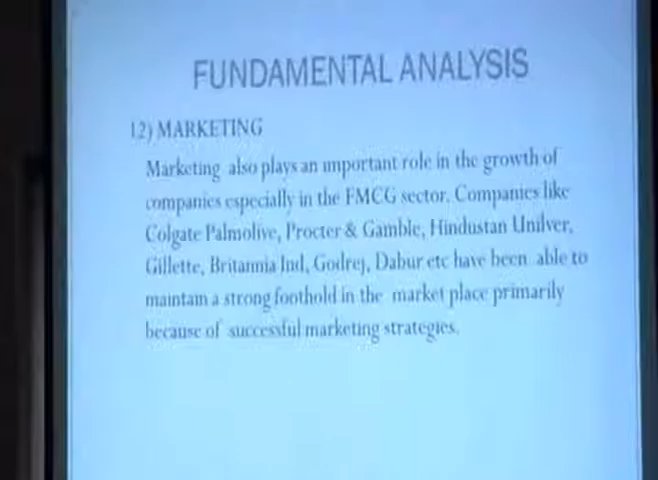 FUNDAMENTAL ANALYSIS
12) MARKETING
Marketing also plays an important role in the growth of
companies especially in the FMCG sector. Companies like
Colgate Palmolive, Procter & Gamble, Hindustan Unilver,
Gillette, Britannia Ind, Godrej, Dabur etc have been able to
maintain a strong foothold in the market place primarily
because of successful marketing strategies.